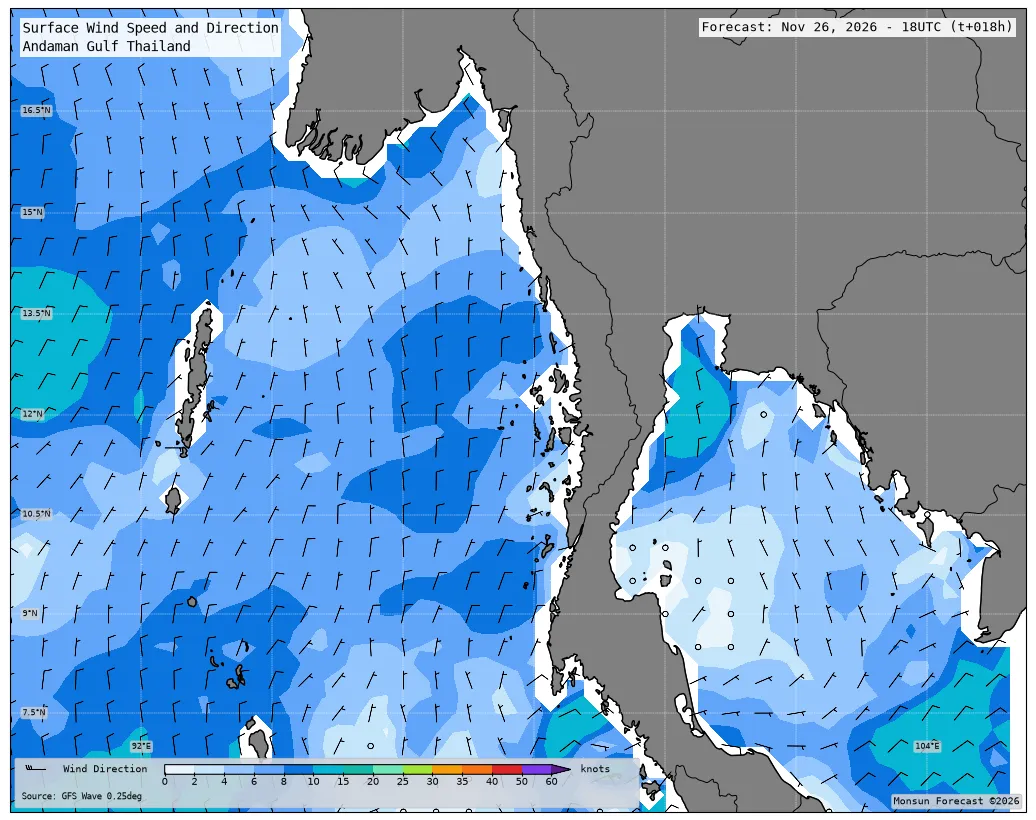 Surface Wind Speed and Direction
Andaman Gulf Thailand
Forecast: Nov 26, 2026 - 18UTC (t+018h)
16.5°N
15°N
13.5°N
12°N
10.5°N
9°N
7.5°N
92°E
104°E
Wind Direction
0 2 4 6 8 10 15 20 25 30 35 40 50 60 knots
Source: GFS Wave 0.25deg
Monsun Forecast ©2026